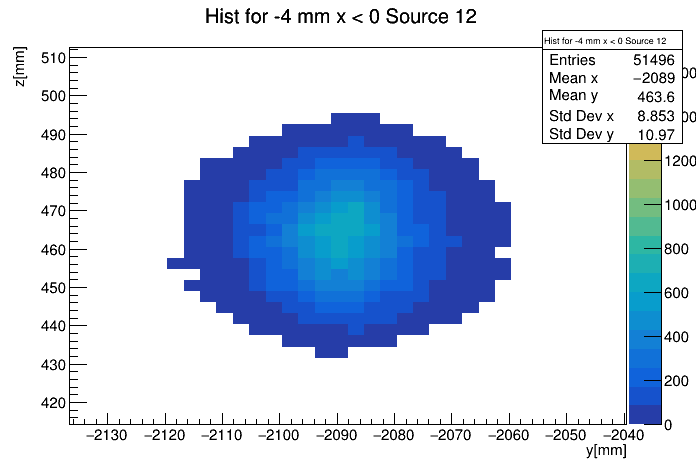 Hist for -4 mm x < 0 Source 12
Hist for -4 mm x < 0 Source 12
Entries 51496
Mean x −2089
Mean y 463.6
Std Dev x 8.853
Std Dev y 10.97
z[mm]
510
500
490
480
470
460
450
440
430
420
−2130 −2120 −2110 −2100 −2090 −2080 −2070 −2060 −2050 −2040
y[mm]
1200
1000
800
600
400
200
0